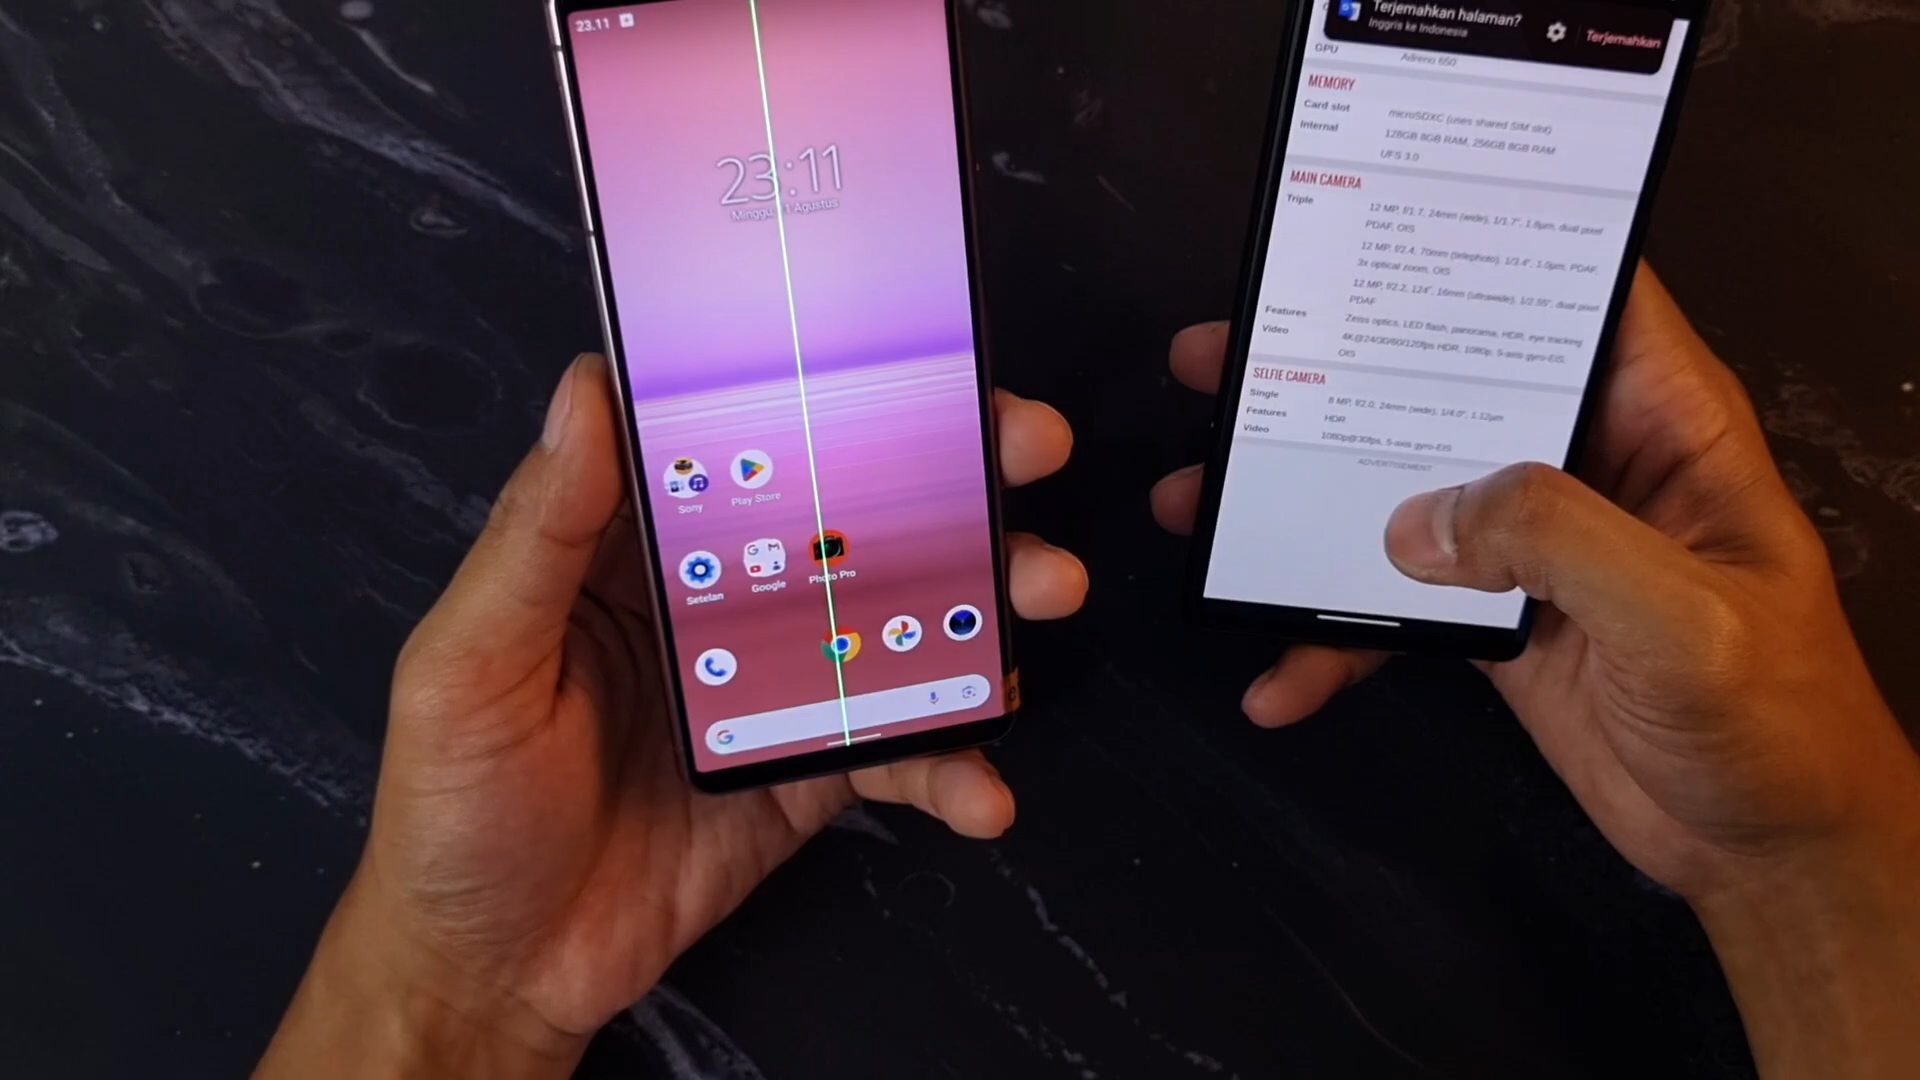 23.11
23:11
Minggu, 1 Agustus
Sony
Play Store
Setelan
Google
Photo Pro
Terjemahkan halaman?
Inggris ke Indonesia
Terjemahkan
GPU
Adreno 650
MEMORY
Card slot
microSDXC (uses shared SIM slot)
Internal
128GB 8GB RAM, 256GB 8GB RAM
UFS 3.0
MAIN CAMERA
Triple
12 MP, f/1.7, 24mm (wide), 1/1.7", 1.8µm, dual pixel
PDAF, OIS
12 MP, f/2.4, 70mm (telephoto), 1/3.4", 1.0µm, PDAF,
3x optical zoom, OIS
12 MP, f/2.2, 124˚, 16mm (ultrawide), 1/2.55", dual pixel
PDAF
Features
Zeiss optics, LED flash, panorama, HDR, eye tracking
Video
4K@24/30/60/120fps HDR, 1080p, 5-axis gyro-EIS,
OIS
SELFIE CAMERA
Single
8 MP, f/2.0, 24mm (wide), 1/4.0", 1.12µm
Features
HDR
Video
1080p@30fps, 5-axis gyro-EIS
ADVERTISEMENT